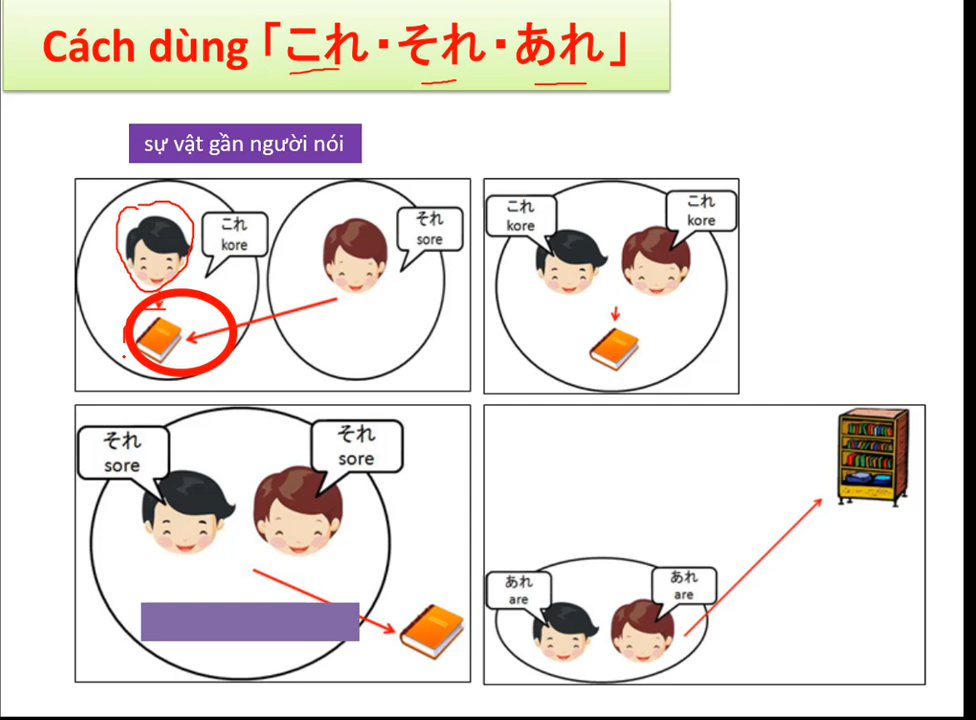 Cách dùng「これ・それ・あれ」
sự vật gần người nói
これ
kore
それ
sore
これ
kore
これ
kore
それ
sore
それ
sore
あれ
are
あれ
are